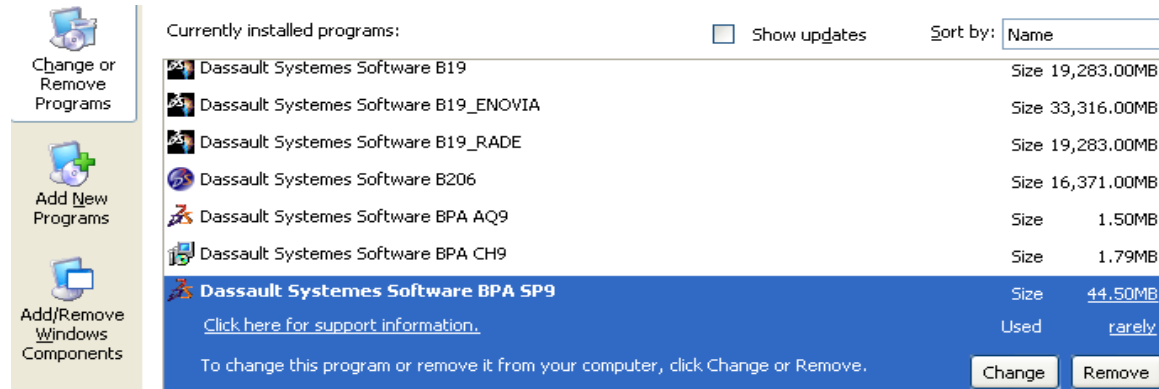 Currently installed programs:
Show updates
Sort by:
Name
Change or
Remove
Programs
Add New
Programs
Add/Remove
Windows
Components
Dassault Systemes Software B19
Size 19,283.00MB
Dassault Systemes Software B19_ENOVIA
Size 33,316.00MB
Dassault Systemes Software B19_RADE
Size 19,283.00MB
Dassault Systemes Software B206
Size 16,371.00MB
Dassault Systemes Software BPA AQ9
Size 1.50MB
Dassault Systemes Software BPA CH9
Size 1.79MB
Dassault Systemes Software BPA SP9
Size 44.50MB
Click here for support information.
Used rarely
To change this program or remove it from your computer, click Change or Remove.
Change
Remove